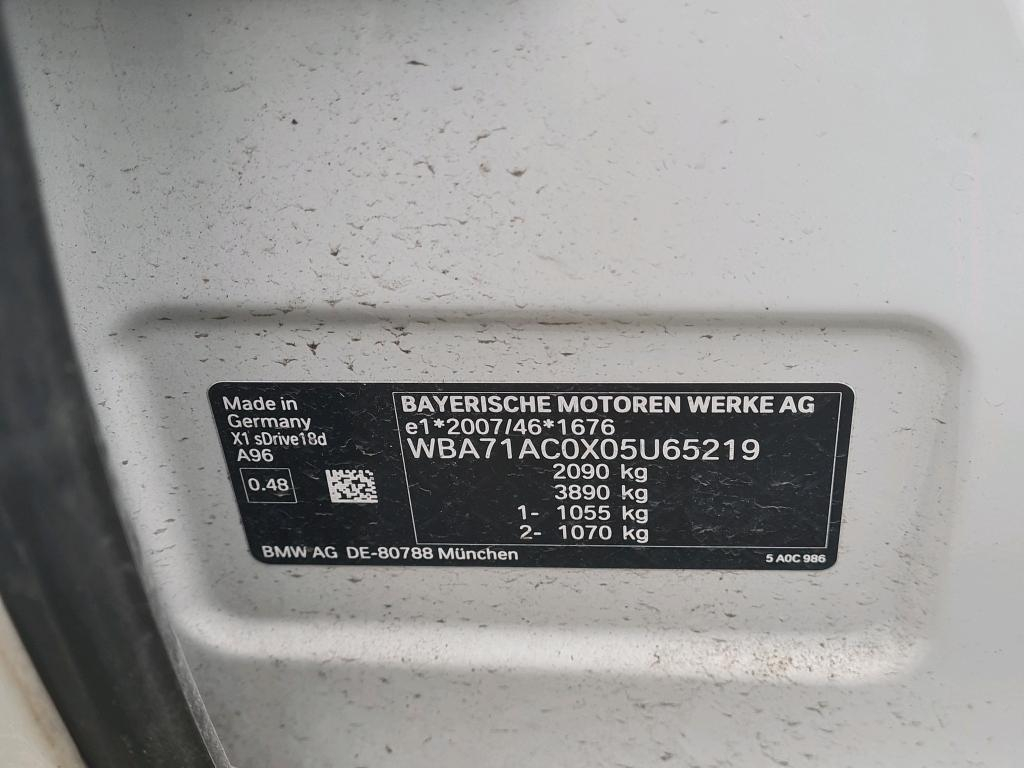 Made in
Germany
X1 sDrive18d
A96
0.48
BAYERISCHE MOTOREN WERKE AG
e1*2007/46*1676
WBA71AC0X05U65219
2090 kg
3890 kg
1- 1055 kg
2- 1070 kg
BMW AG DE-80788 München
5 A0C 986